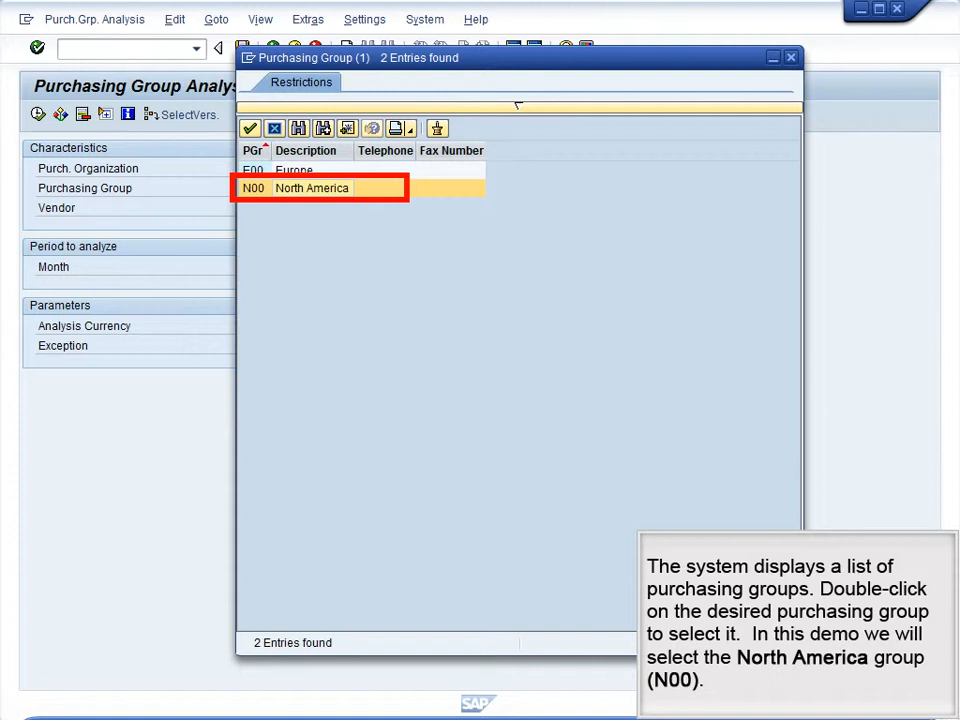 Purch.Grp. Analysis Edit Goto View Extras Settings System Help
Purchasing Group (1) 2 Entries found
Purchasing Group Analys
Restrictions
SelectVers.
Characteristics
Purch. Organization
Purchasing Group
Vendor
Period to analyze
Month
Parameters
Analysis Currency
Exception
PGr Description Telephone Fax Number
E00 Europe
N00 North America
2 Entries found
The system displays a list of
purchasing groups. Double-click
on the desired purchasing group
to select it. In this demo we will
select the North America group
(N00).
SAP